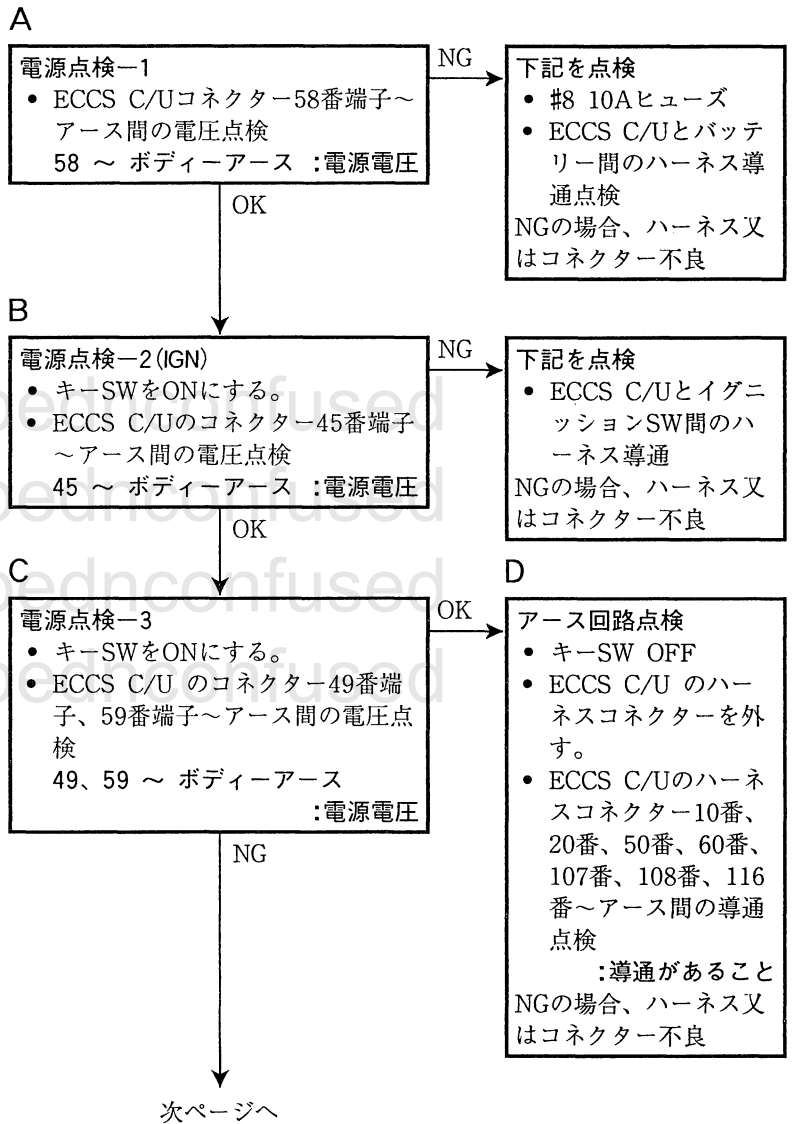 A
電源点検－1
• ECCS C/Uコネクター58番端子～
アース間の電圧点検
58 ～ ボディーアース :電源電圧
NG
下記を点検
• #8 10Aヒューズ
• ECCS C/Uとバッテ
リー間のハーネス導
通点検
NGの場合、ハーネス又
はコネクター不良
OK
B
電源点検－2(IGN)
• キーSWをONにする。
• ECCS C/Uのコネクター45番端子
～アース間の電圧点検
45 ～ ボディーアース :電源電圧
NG
下記を点検
• ECCS C/Uとイグニ
ッションSW間のハ
ーネス導通
NGの場合、ハーネス又
はコネクター不良
OK
C
電源点検－3
• キーSWをONにする。
• ECCS C/U のコネクター49番端
子、59番端子～アース間の電圧点
検
49、59 ～ ボディーアース
:電源電圧
OK
D
アース回路点検
• キーSW OFF
• ECCS C/U のハー
ネスコネクターを外
す。
• ECCS C/Uのハーネ
スコネクター10番、
20番、50番、60番、
107番、108番、116
番～アース間の導通
点検
:導通があること
NGの場合、ハーネス又
はコネクター不良
NG
次ページへ
bednconfused
bednconfused
bednconfused
bednconfused